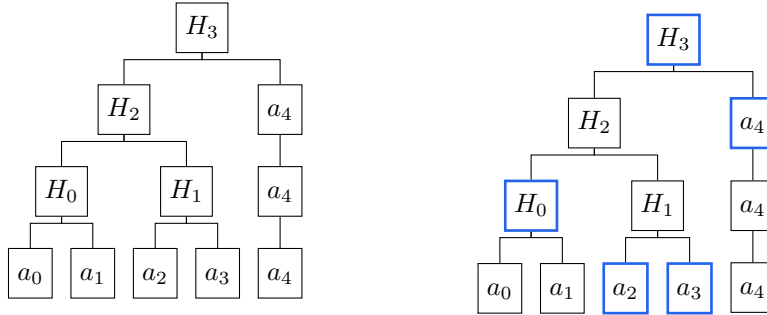 H₃
H₂ a₄
H₀ H₁ a₄
a₀ a₁ a₂ a₃ a₄
H₃
H₂ a₄
H₀ H₁ a₄
a₀ a₁ a₂ a₃ a₄